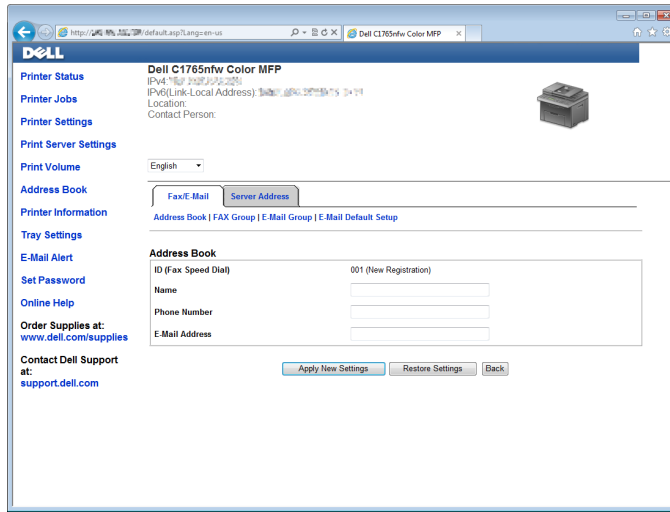 http:// /default.asp?Lang=en-us
Dell C1765nfw Color MFP
DELL
Printer Status
Printer Jobs
Printer Settings
Print Server Settings
Print Volume
Address Book
Printer Information
Tray Settings
E-Mail Alert
Set Password
Online Help
Order Supplies at:
www.dell.com/supplies
Contact Dell Support
at:
support.dell.com
Dell C1765nfw Color MFP
IPv4:
IPv6(Link-Local Address):
Location:
Contact Person:
English
Fax/E-Mail Server Address
Address Book | FAX Group | E-Mail Group | E-Mail Default Setup
Address Book
ID (Fax Speed Dial) 001 (New Registration)
Name
Phone Number
E-Mail Address
Apply New Settings Restore Settings Back